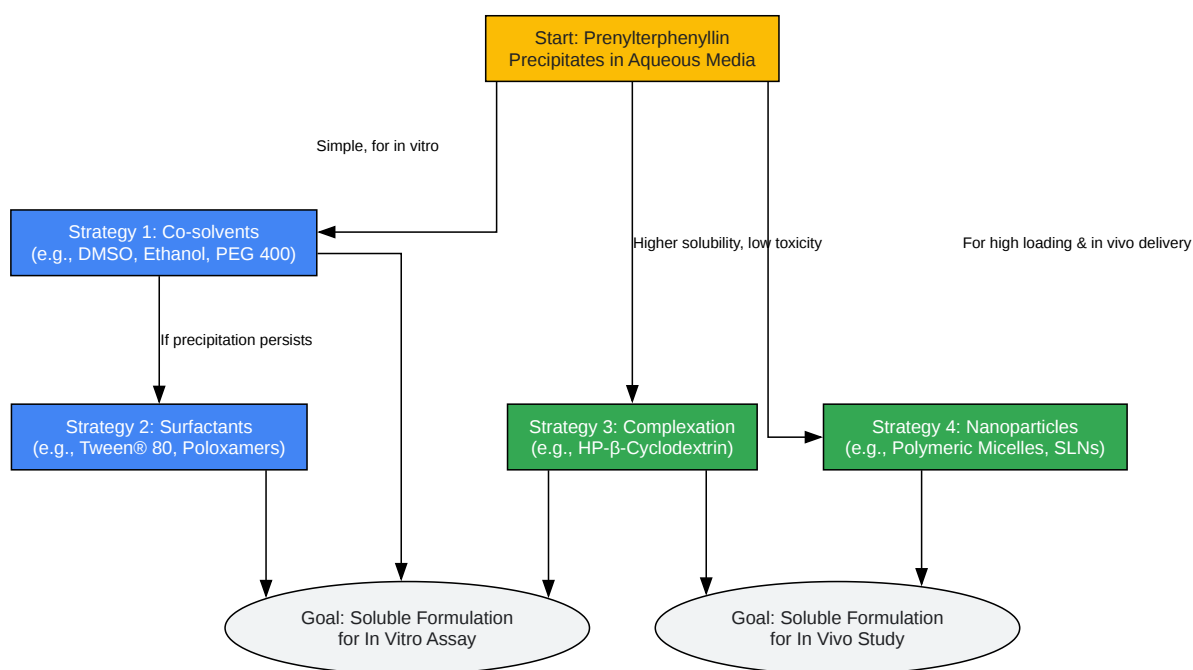 Start: Prenylterphenyllin
Precipitates in Aqueous Media
Simple, for in vitro
Strategy 1: Co-solvents
(e.g., DMSO, Ethanol, PEG 400)
Higher solubility, low toxicity
For high loading & in vivo delivery
If precipitation persists
Strategy 2: Surfactants
(e.g., Tween® 80, Poloxamers)
Strategy 3: Complexation
(e.g., HP-β-Cyclodextrin)
Strategy 4: Nanoparticles
(e.g., Polymeric Micelles, SLNs)
Goal: Soluble Formulation
for In Vitro Assay
Goal: Soluble Formulation
for In Vivo Study